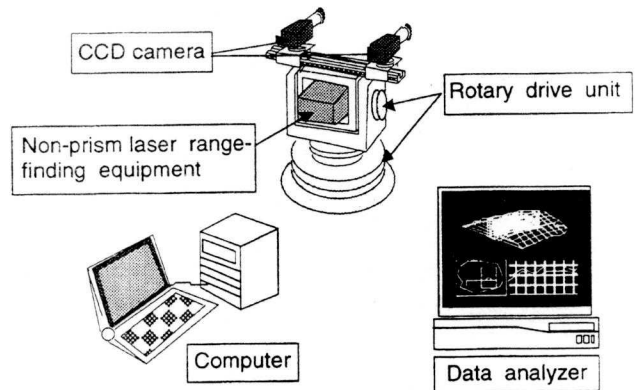 CCD camera
Rotary drive unit
Non-prism laser range-
finding equipment
Computer
Data analyzer